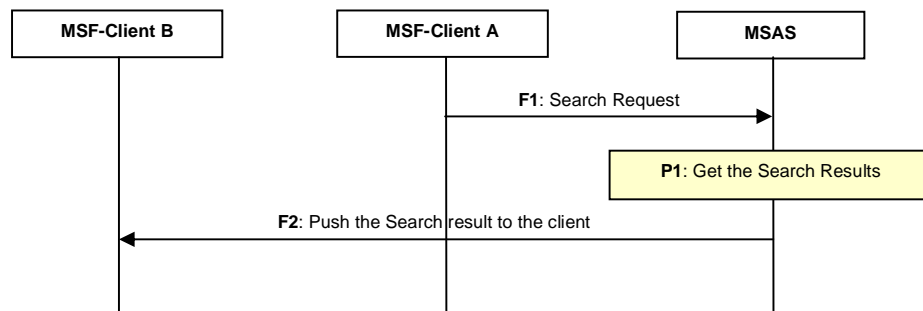 MSF-Client B
MSF-Client A
MSAS
F1: Search Request
P1: Get the Search Results
F2: Push the Search result to the client